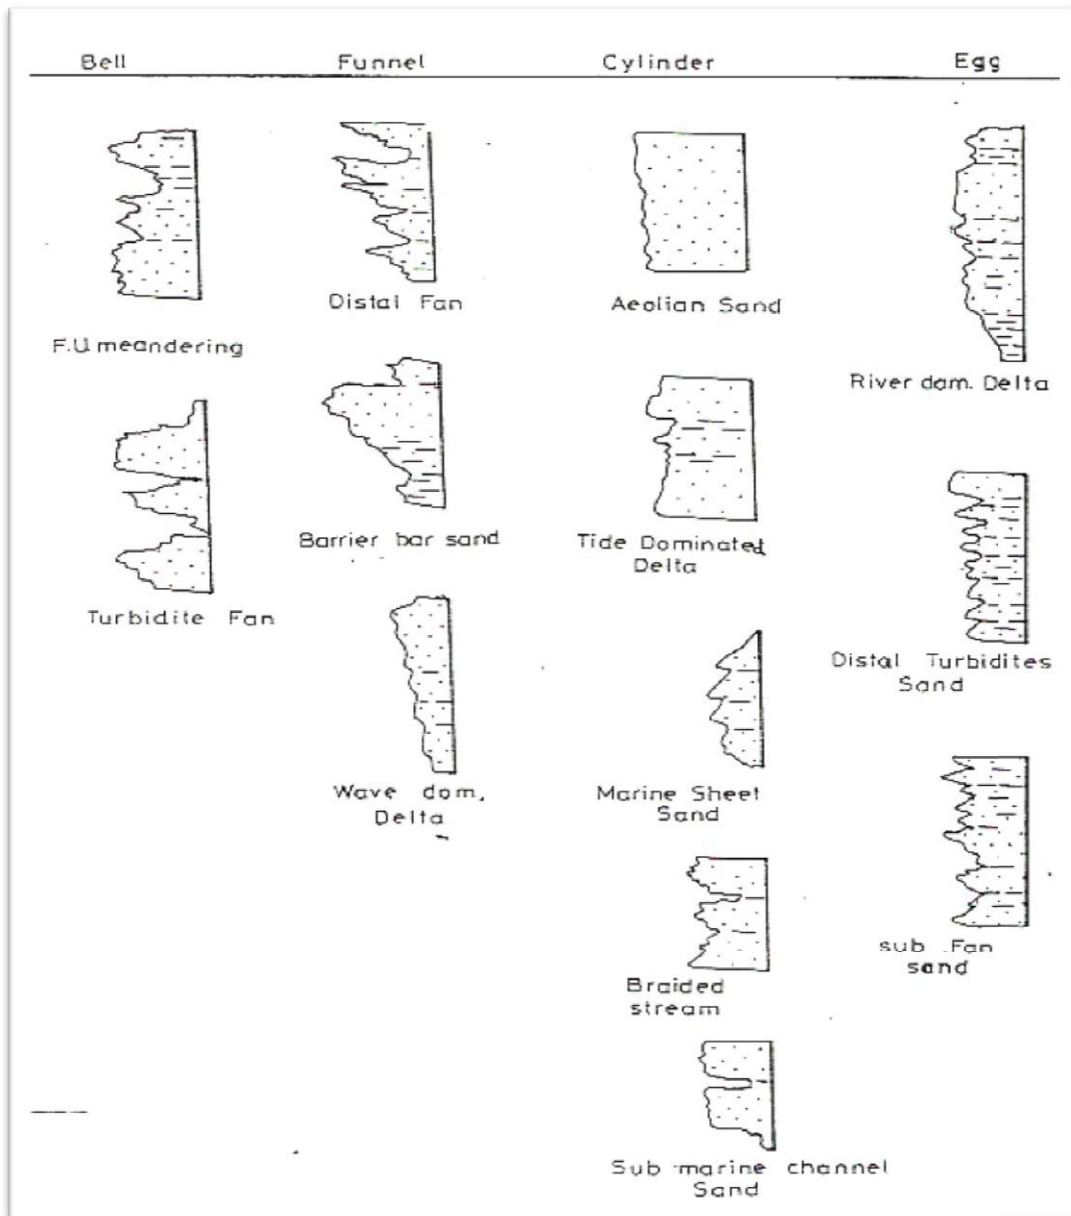 Bell
Funnel
Cylinder
Egg
F.U meandering
Turbidite Fan
Distal Fan
Barrier bar sand
Wave dom.
Delta
Aeolian Sand
Tide Dominated
Delta
Marine Sheet
Sand
Braided
stream
Sub marine channel
Sand
River dom. Delta
Distal Turbidites
Sand
sub Fan
sand